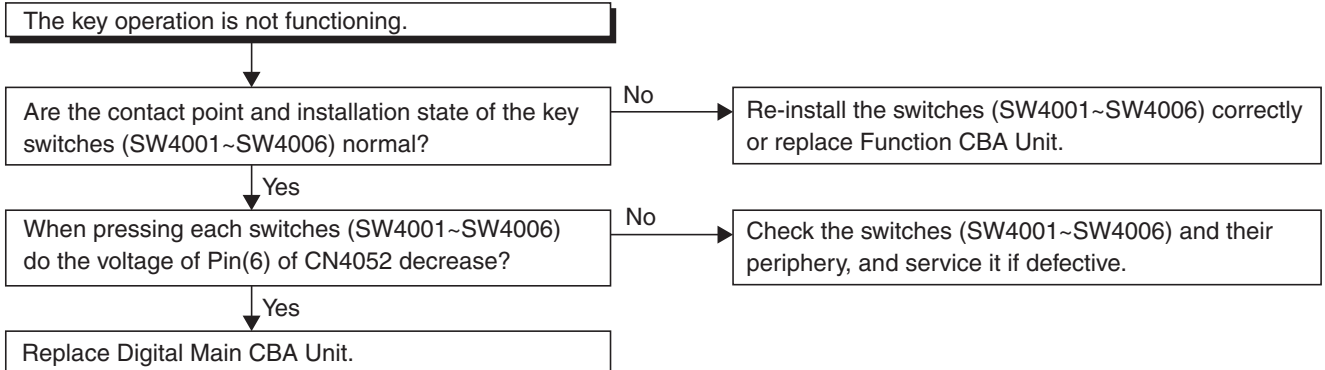 The key operation is not functioning.
Are the contact point and installation state of the key
switches (SW4001~SW4006) normal?
No
Re-install the switches (SW4001~SW4006) correctly
or replace Function CBA Unit.
Yes
When pressing each switches (SW4001~SW4006)
do the voltage of Pin(6) of CN4052 decrease?
No
Check the switches (SW4001~SW4006) and their
periphery, and service it if defective.
Yes
Replace Digital Main CBA Unit.